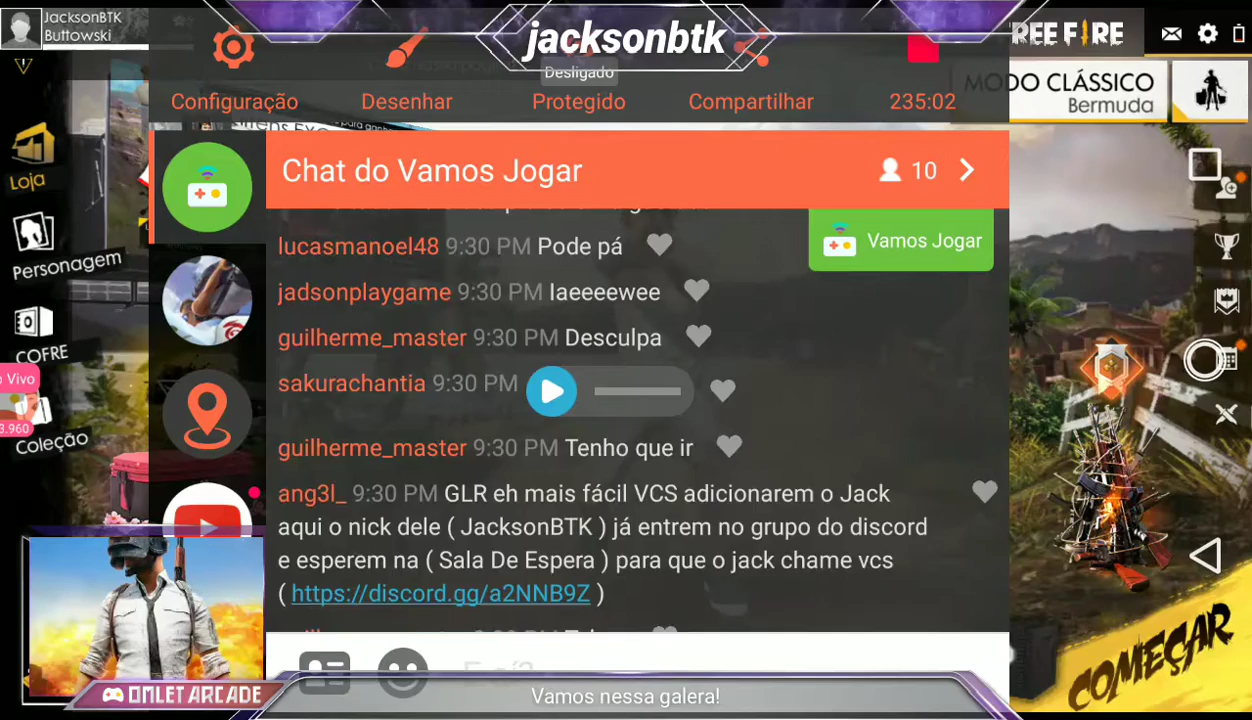 JacksonBTK
Buttowski
jacksonbtk
FREE FIRE
Desligado
Configuração
Desenhar
Protegido
Compartilhar
235:02
MODO CLÁSSICO
Bermuda
Loja
Chat do Vamos Jogar
10
Vamos Jogar
lucasmanoel48 9:30 PM Pode pá
jadsonplaygame 9:30 PM Iaeeeewee
Personagem
guilherme_master 9:30 PM Desculpa
sakurachantia 9:30 PM
COFRE
o Vivo
3.960
Coleção
guilherme_master 9:30 PM Tenho que ir
ang3l_ 9:30 PM GLR eh mais fácil VCS adicionarem o Jack
aqui o nick dele ( JacksonBTK ) já entrem no grupo do discord
e esperem na ( Sala De Espera ) para que o jack chame vcs
( https://discord.gg/a2NNB9Z )
COMEÇAR
E aí?
OMLET ARCADE
Vamos nessa galera!